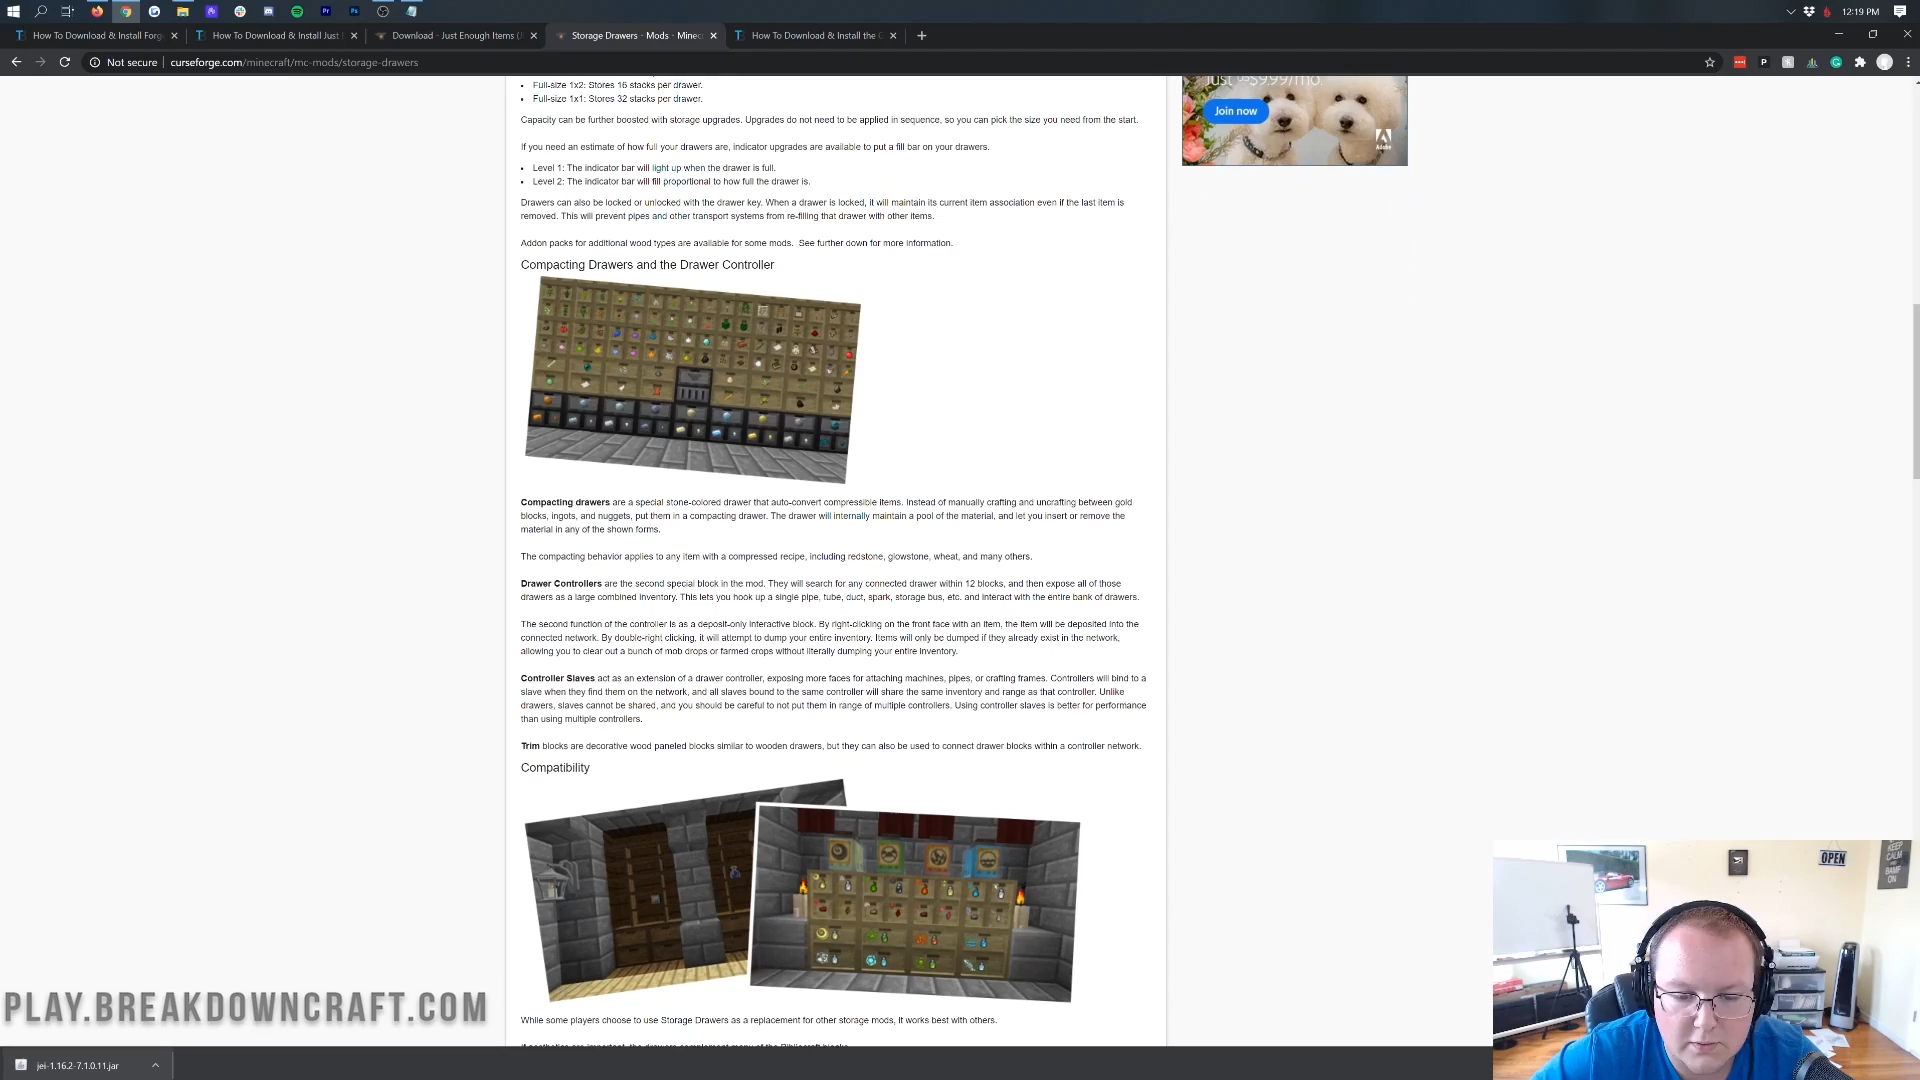 12:19 PM
How To Download & Install Forg
How To Download & Install Just
Download - Just Enough Items (J
Storage Drawers - Mods - Minec
How To Download & Install the
Not secure
curseforge.com/minecraft/mc-mods/storage-drawers
• Full-size 1x2: Stores 16 stacks per drawer.
• Full-size 1x1: Stores 32 stacks per drawer.
Capacity can be further boosted with storage upgrades. Upgrades do not need to be applied in sequence, so you can pick the size you need from the start.
If you need an estimate of how full your drawers are, indicator upgrades are available to put a fill bar on your drawers.
• Level 1: The indicator bar will light up when the drawer is full.
• Level 2: The indicator bar will fill proportional to how full the drawer is.
Drawers can also be locked or unlocked with the drawer key. When a drawer is locked, it will maintain its current item association even if the last item is
removed. This will prevent pipes and other transport systems from re-filling that drawer with other items.
Addon packs for additional wood types are available for some mods. See further down for more information.
Compacting Drawers and the Drawer Controller
Compacting drawers are a special stone-colored drawer that auto-convert compressible items. Instead of manually crafting and uncrafting between gold
blocks, ingots, and nuggets, put them in a compacting drawer. The drawer will internally maintain a pool of the material, and let you insert or remove the
material in any of the shown forms.
The compacting behavior applies to any item with a compressed recipe, including redstone, glowstone, wheat, and many others.
Drawer Controllers are the second special block in the mod. They will search for any connected drawer within 12 blocks, and then expose all of those
drawers as a large combined inventory. This lets you hook up a single pipe, tube, duct, spark, storage bus, etc. and interact with the entire bank of drawers.
The second function of the controller is as a deposit-only interactive block. By right-clicking on the front face with an item, the item will be deposited into the
connected network. By double-right clicking, it will attempt to dump your entire inventory. Items will only be dumped if they already exist in the network,
allowing you to clear out a bunch of mob drops or farmed crops without literally dumping your entire inventory.
Controller Slaves act as an extension of a drawer controller, exposing more faces for attaching machines, pipes, or crafting frames. Controllers will bind to a
slave when they find them on the network, and all slaves bound to the same controller will share the same inventory and range as that controller. Unlike
drawers, slaves cannot be shared, and you should be careful to not put them in range of multiple controllers. Using controller slaves is better for performance
than using multiple controllers.
Trim blocks are decorative wood paneled blocks similar to wooden drawers, but they can also be used to connect drawer blocks within a controller network.
Compatibility
While some players choose to use Storage Drawers as a replacement for other storage mods, it works best with others.
Just US$9.99/mo.
Join now
Adobe
OPEN
KEEP
CALM
AND
BAMF
ON
PLAY.BREAKDOWNCRAFT.COM
jei-1.16.2-7.1.0.11.jar